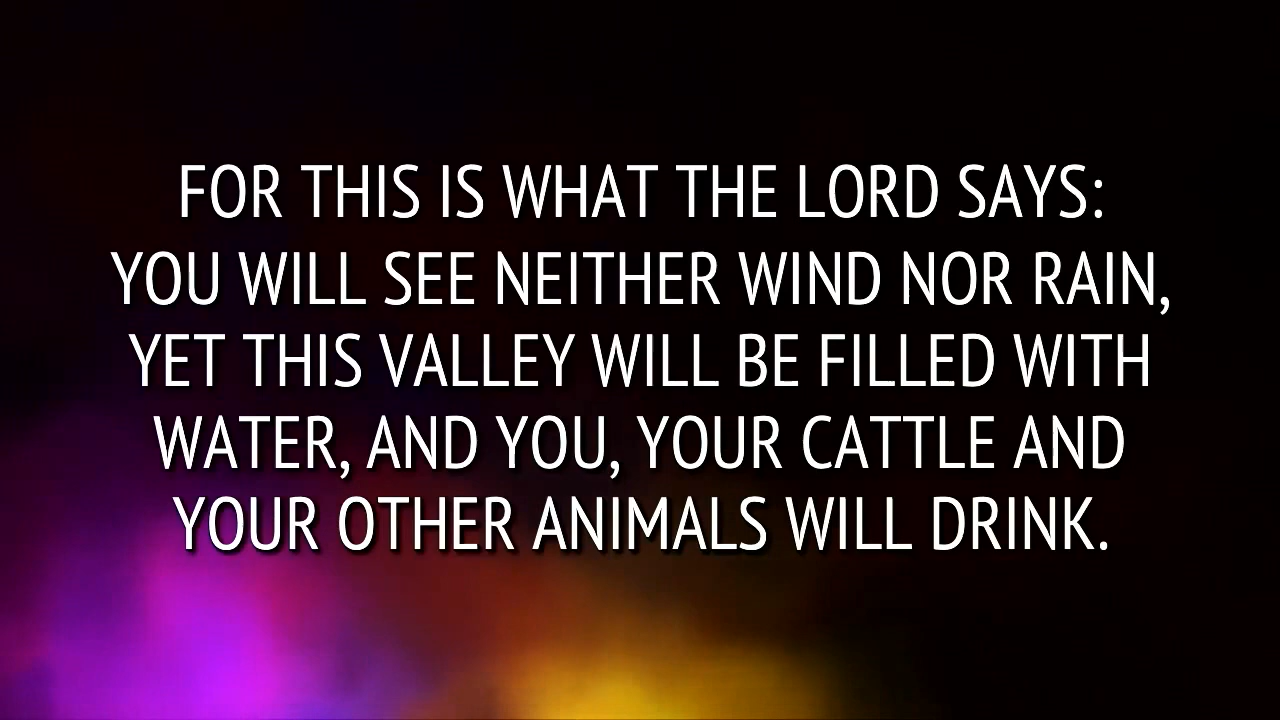 FOR THIS IS WHAT THE LORD SAYS:
YOU WILL SEE NEITHER WIND NOR RAIN,
YET THIS VALLEY WILL BE FILLED WITH
WATER, AND YOU, YOUR CATTLE AND
YOUR OTHER ANIMALS WILL DRINK.